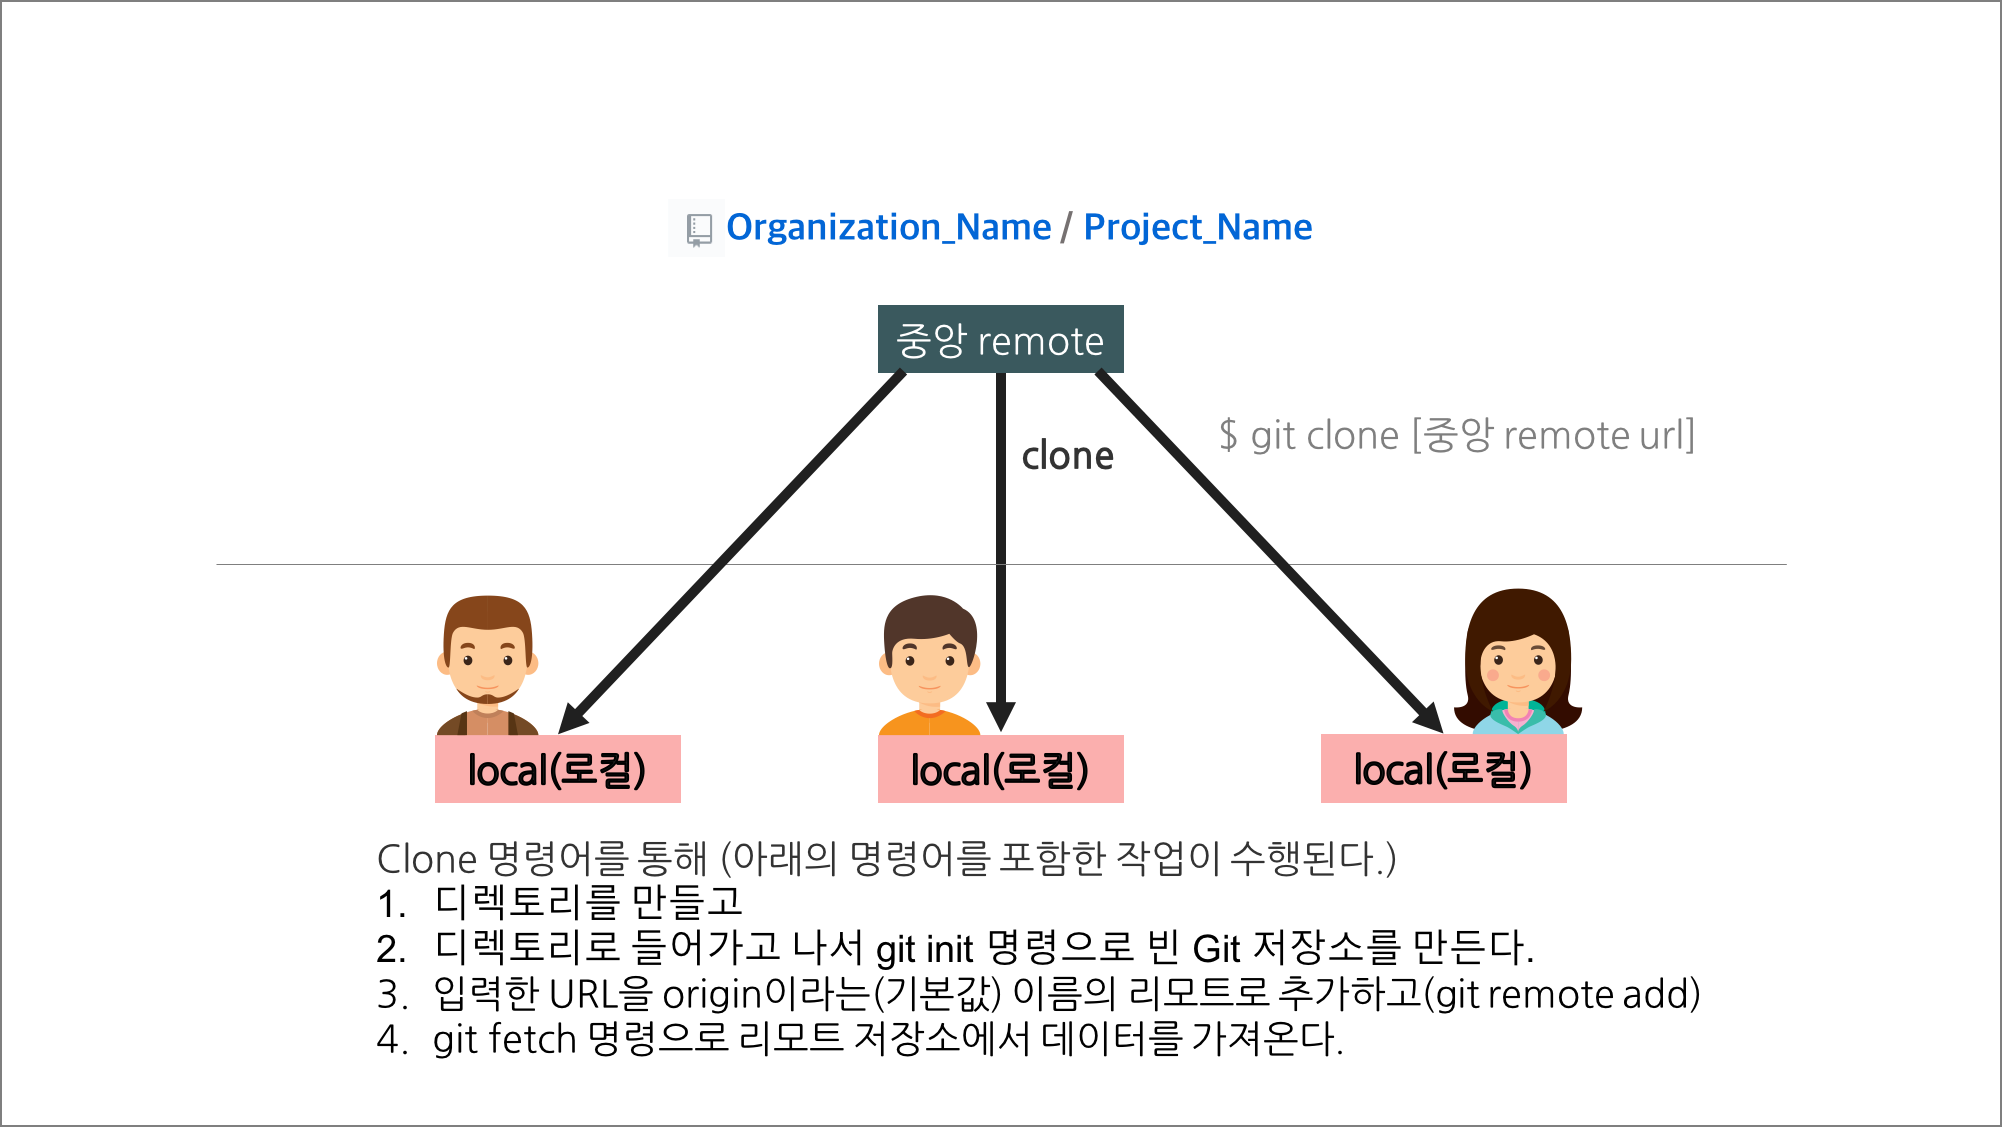 Organization_Name / Project_Name
중앙 remote
$ git clone [중앙 remote url]
clone
local(로컬)
local(로컬)
local(로컬)
Clone 명령어를 통해 (아래의 명령어를 포함한 작업이 수행된다.)
1. 디렉토리를 만들고
2. 디렉토리로 들어가고 나서 git init 명령으로 빈 Git 저장소를 만든다.
3. 입력한 URL을 origin이라는(기본값) 이름의 리모트로 추가하고(git remote add)
4. git fetch 명령으로 리모트 저장소에서 데이터를 가져온다.